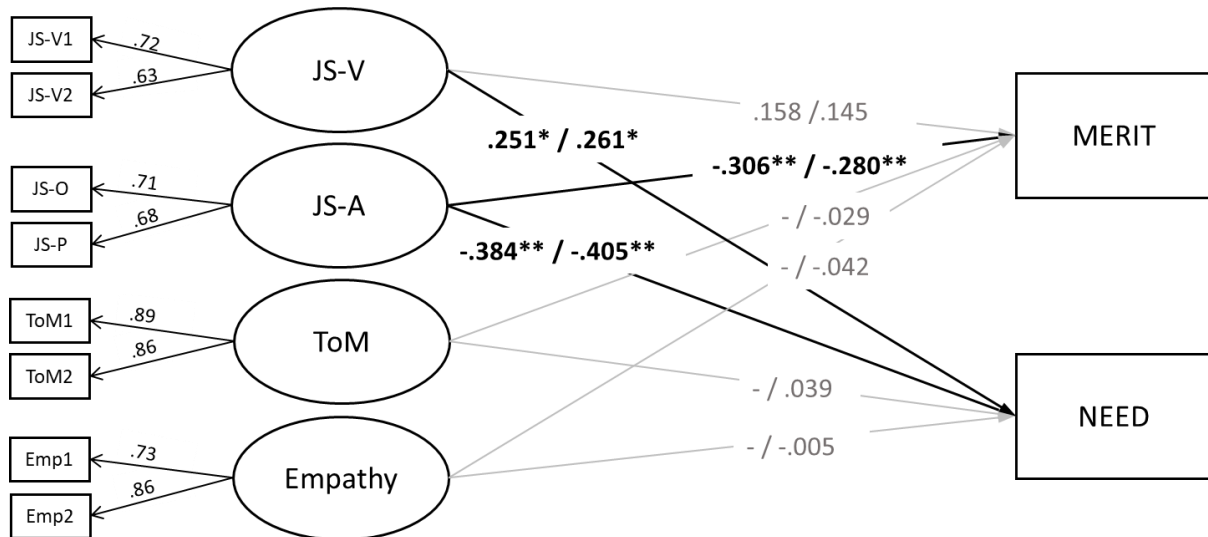 JS-V1
.72
JS-V
JS-V2
.63
.158 /.145
MERIT
.251* / .261*
-.306** / -.280**
JS-O
.71
JS-A
JS-P
.68
- / -.029
-.384** / -.405**
- / -.042
ToM1
.89
ToM
ToM2
.86
- / .039
NEED
- / -.005
Emp1
.73
Empathy
Emp2
.86